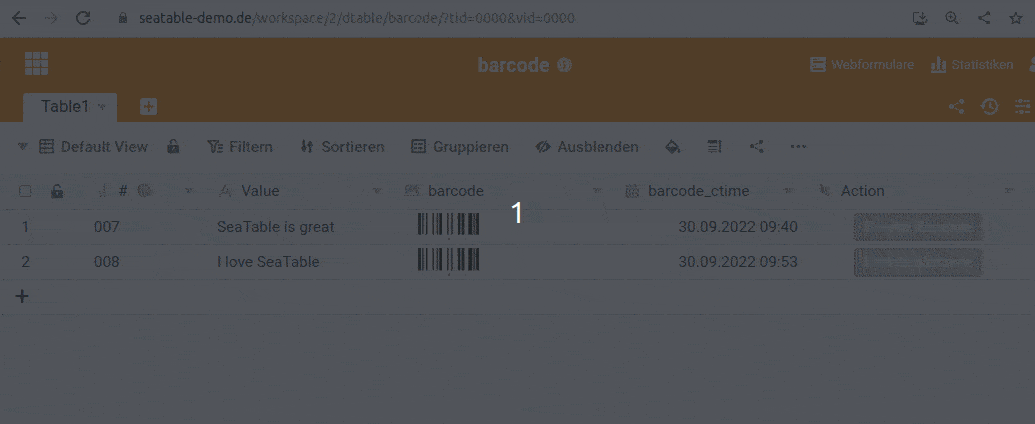 seatable-demo.de/workspace/2/dtable/barcode/?tid=0000&vid=0000
barcode
Webformulare
Statistiken
Table1
Default View
Filtern
Sortieren
Gruppieren
Ausblenden
# Value barcode barcode_ctime Action
1
1 007 SeaTable is great 30.09.2022 09:40
2 008 I love SeaTable 30.09.2022 09:53